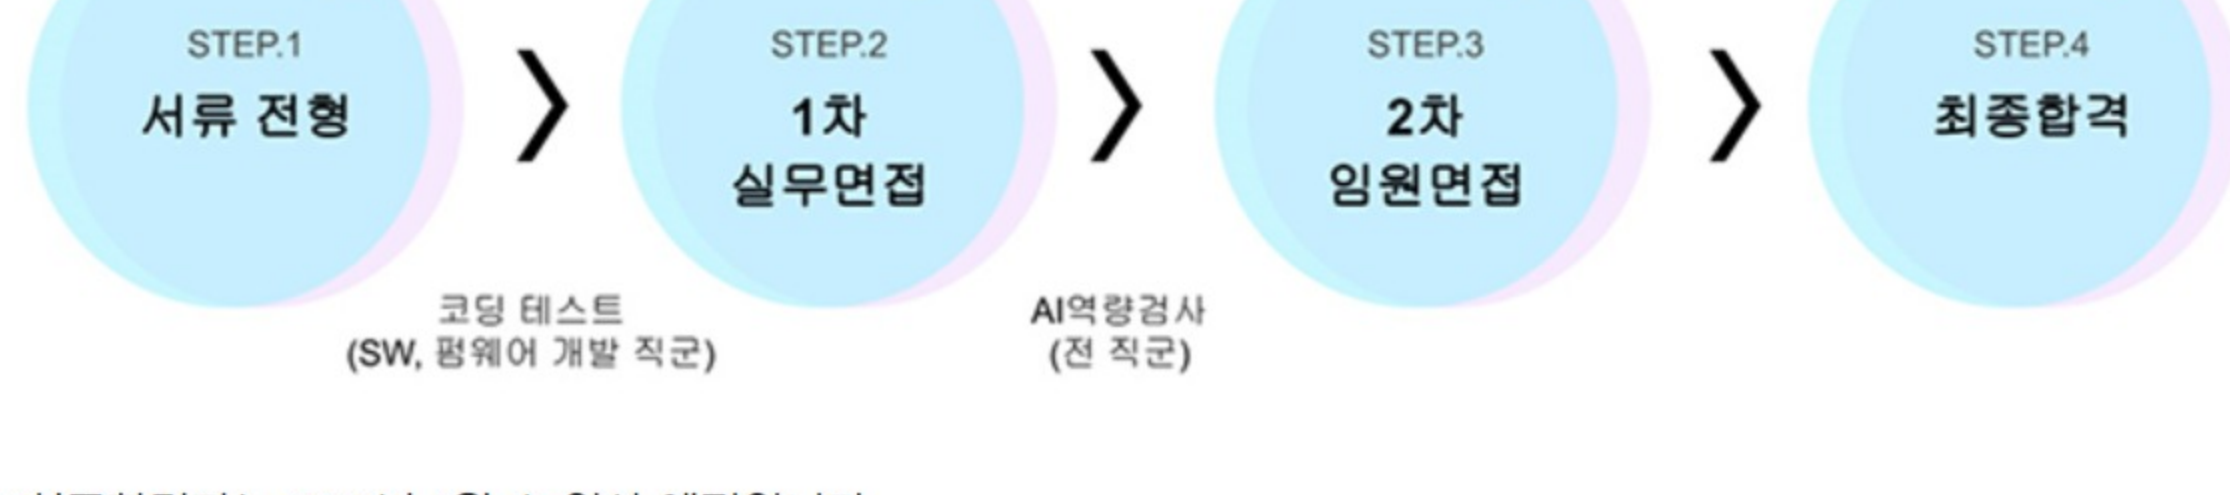 STEP.1
서류 전형
STEP.2
1차
실무면접
STEP.3
2차
임원면접
STEP.4
최종합격
코딩 테스트
(SW, 펌웨어 개발 직군)
AI역량검사
(전 직군)